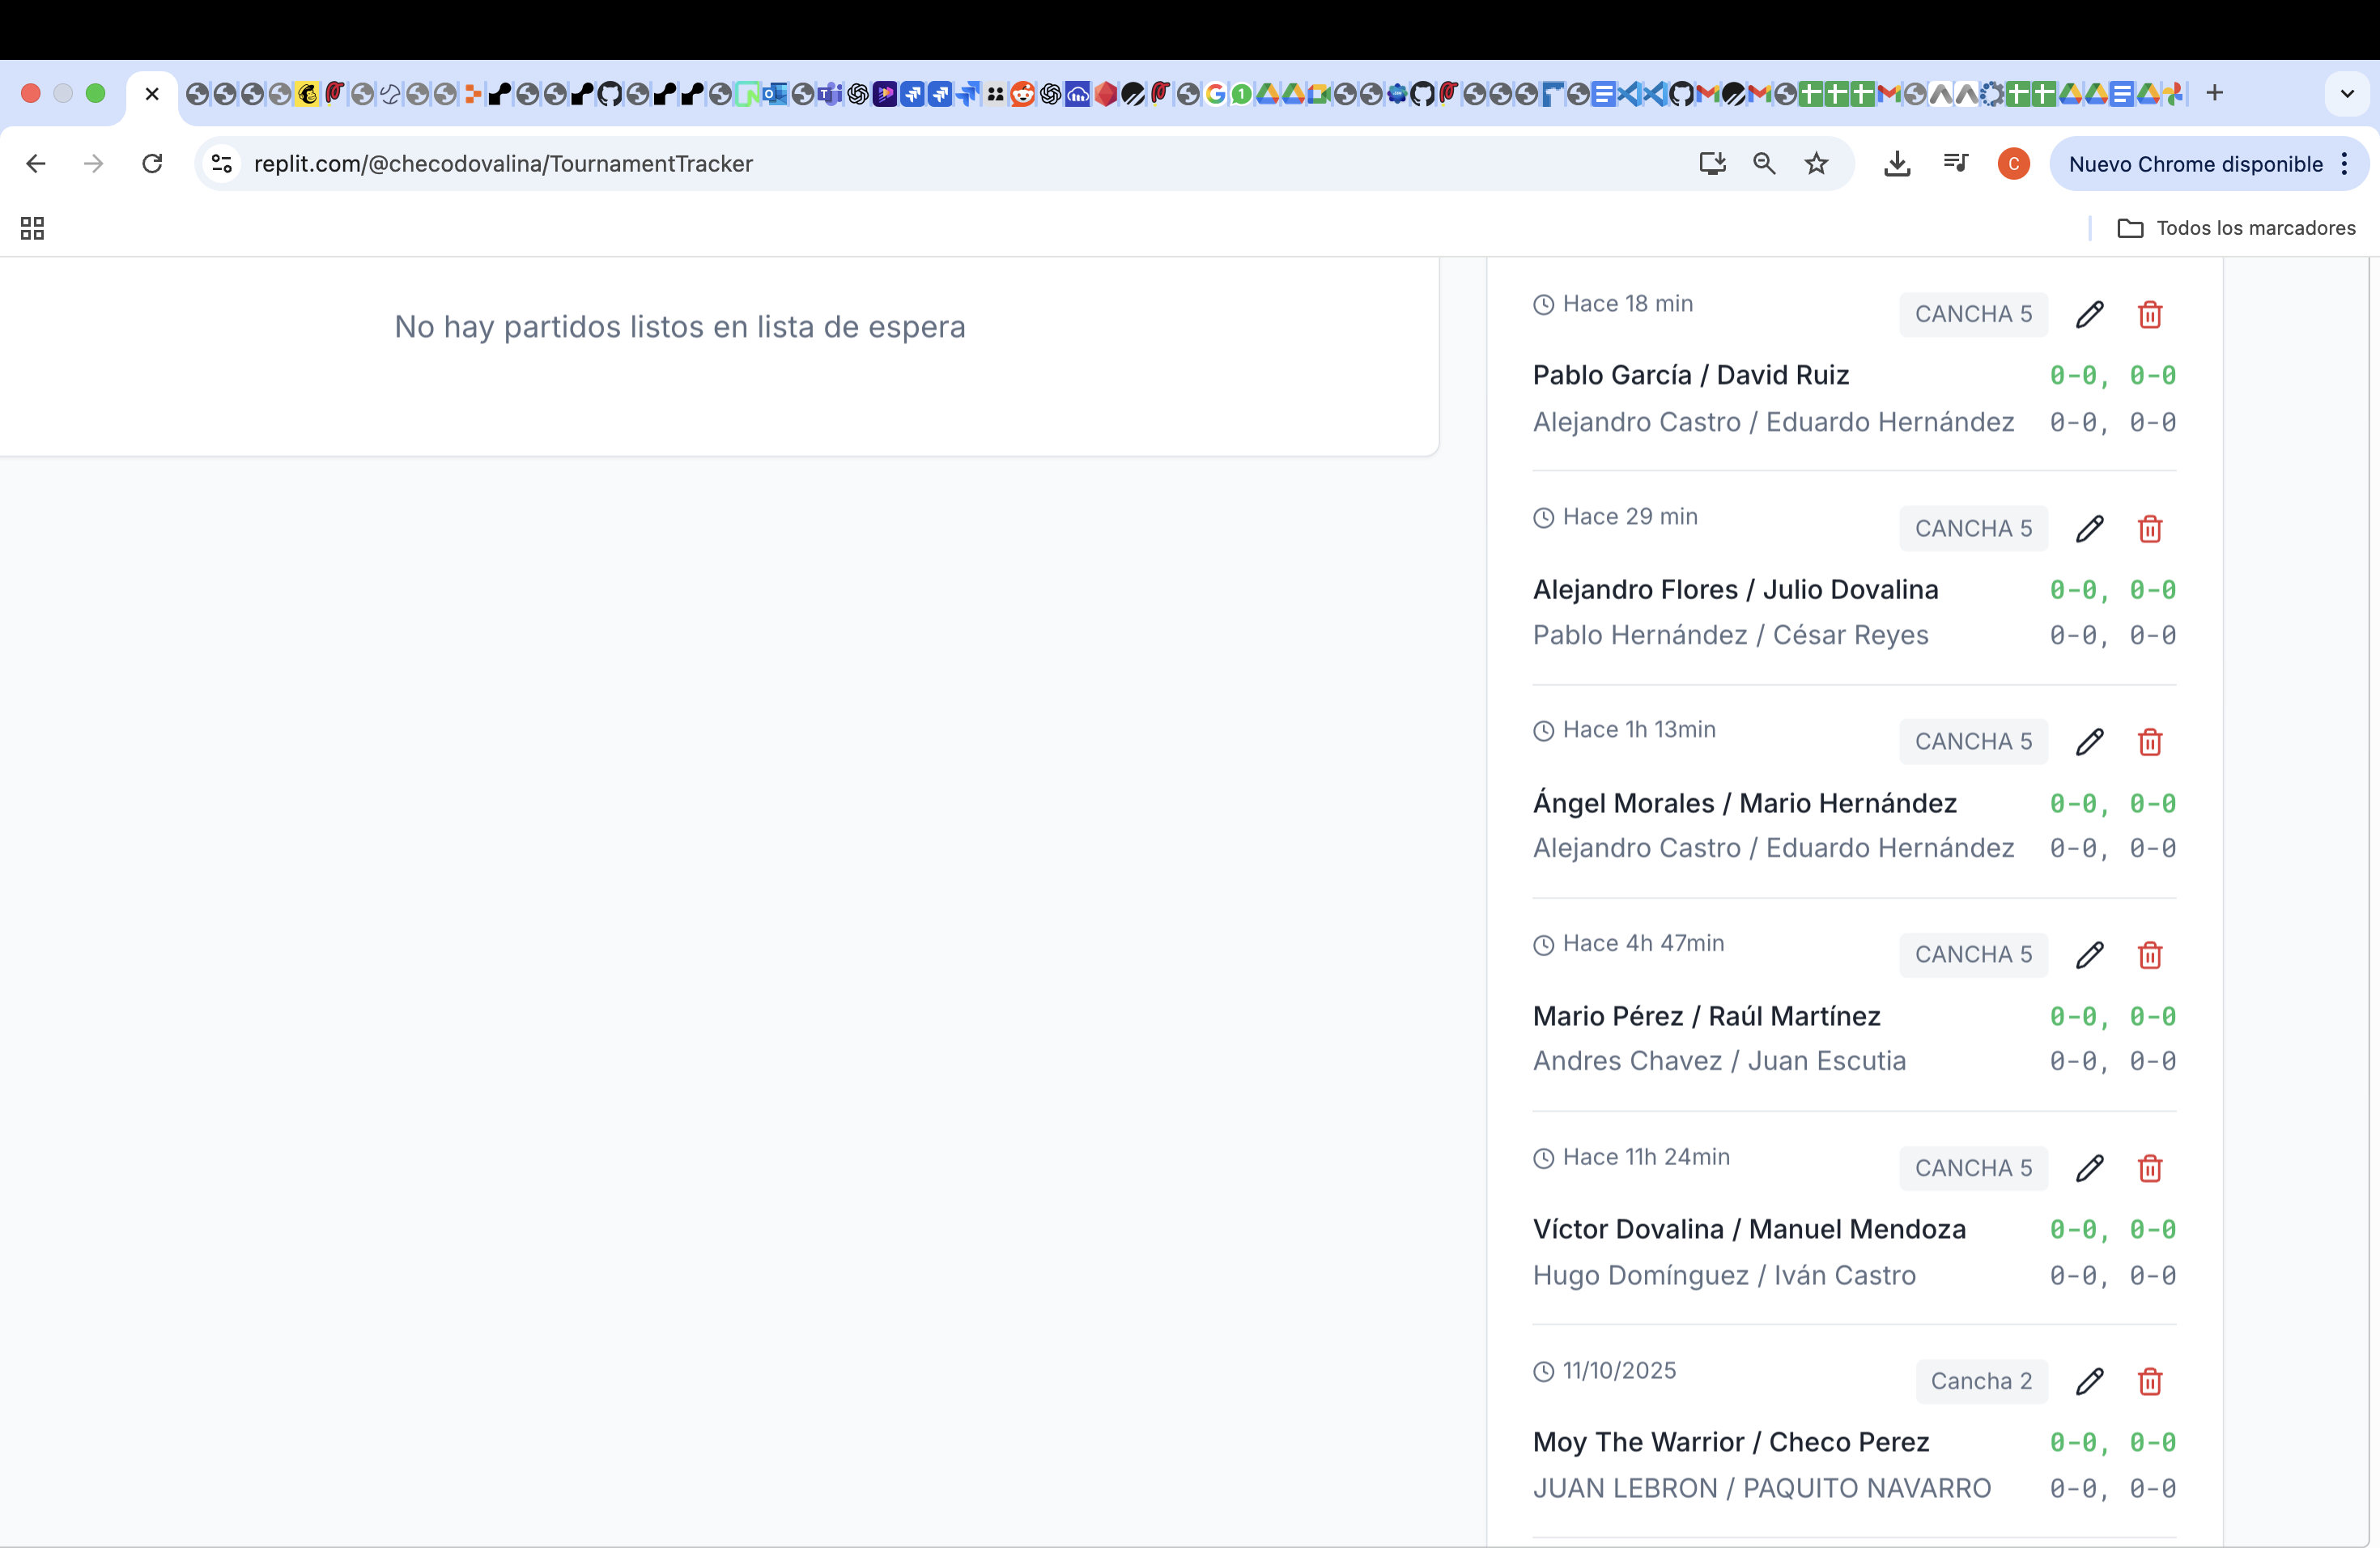 replit.com/@checodovalina/TournamentTracker
C
Nuevo Chrome disponible
Todos los marcadores
No hay partidos listos en lista de espera
Hace 18 min
CANCHA 5
Pablo García / David Ruiz
0-0, 0-0
Alejandro Castro / Eduardo Hernández
0-0, 0-0
Hace 29 min
CANCHA 5
Alejandro Flores / Julio Dovalina
0-0, 0-0
Pablo Hernández / César Reyes
0-0, 0-0
Hace 1h 13min
CANCHA 5
Ángel Morales / Mario Hernández
0-0, 0-0
Alejandro Castro / Eduardo Hernández
0-0, 0-0
Hace 4h 47min
CANCHA 5
Mario Pérez / Raúl Martínez
0-0, 0-0
Andres Chavez / Juan Escutia
0-0, 0-0
Hace 11h 24min
CANCHA 5
Víctor Dovalina / Manuel Mendoza
0-0, 0-0
Hugo Domínguez / Iván Castro
0-0, 0-0
11/10/2025
Cancha 2
Moy The Warrior / Checo Perez
0-0, 0-0
JUAN LEBRON / PAQUITO NAVARRO
0-0, 0-0